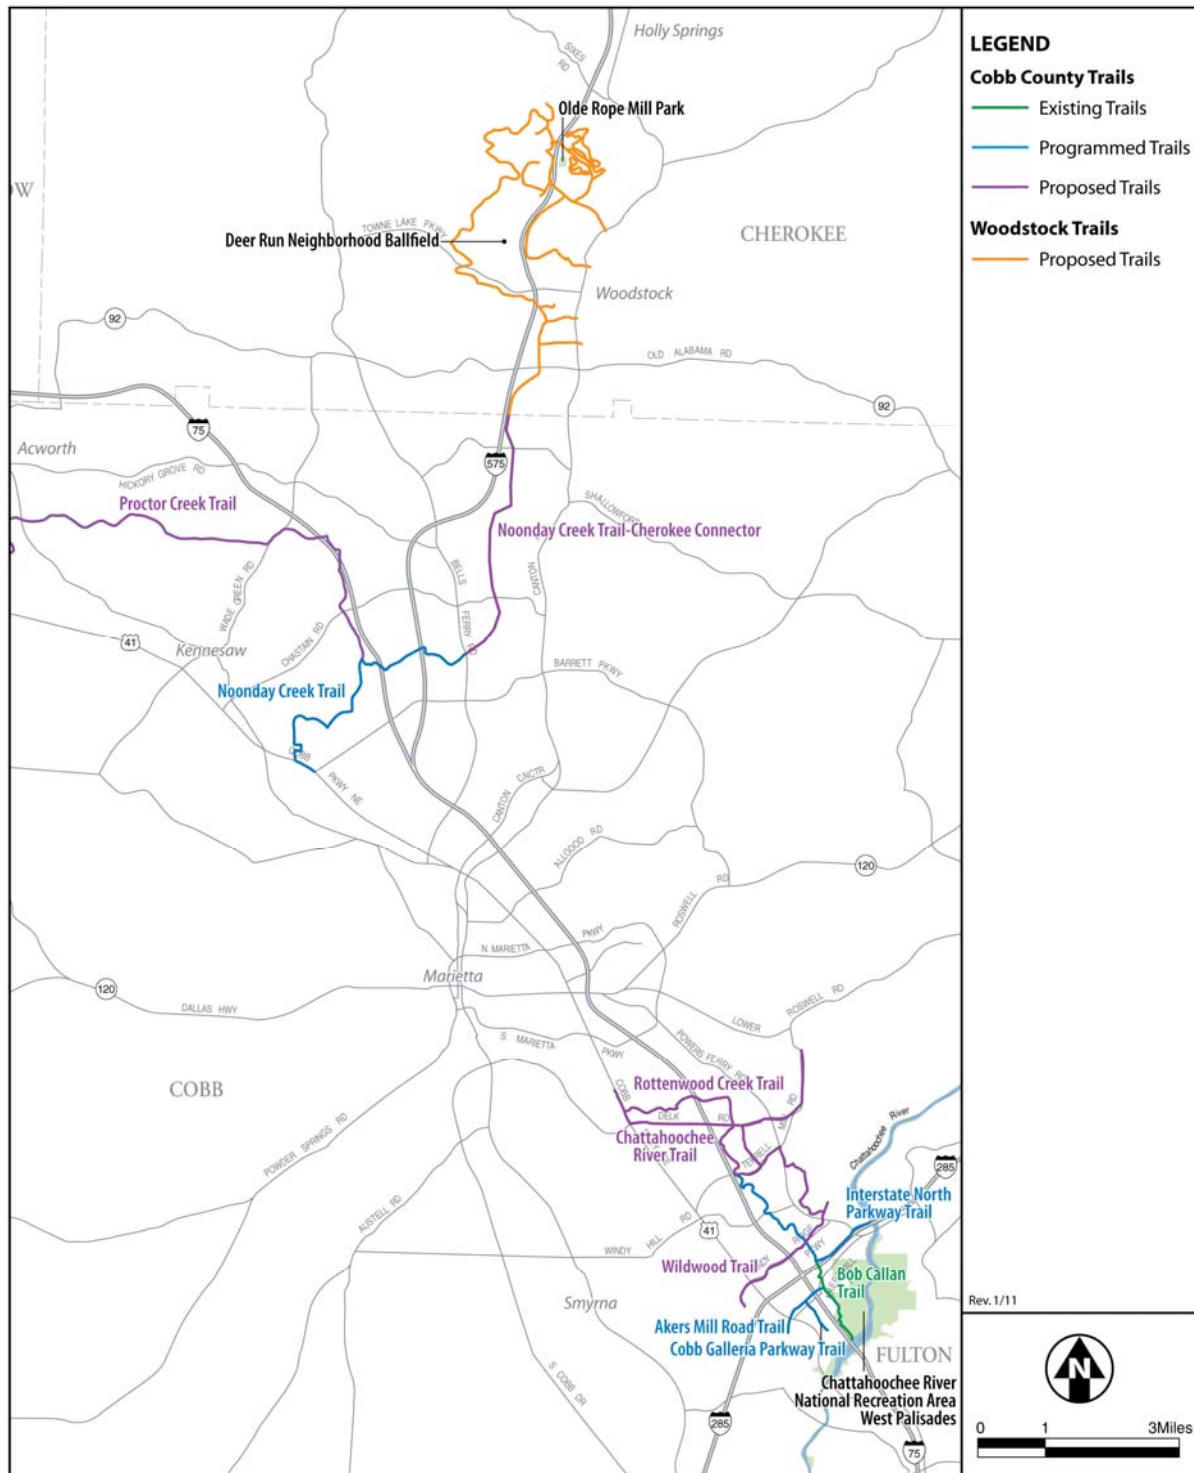 Holly Springs
SIXES
RD
Olde Rope Mill Park
OW
TOWNE LAKE PKWY
Deer Run Neighborhood Ballfield
CHEROKEE
Woodstock
92
OLD ALABAMA RD
92
75
Acworth
575
HICKORY GROVE RD
Proctor Creek Trail
SHALLOWFORD
Noonday Creek Trail-Cherokee Connector
BELLS
FERRY RD
CANTON
WADE GREEN RD
41
CHASTAIN RD
Kennesaw
BARRETT PKWY
Noonday Creek Trail
COBB
PKWY NE
CANTON
CNCTR
ALLGOOD RD
120
ROSWELL
RD
N. MARIETTA
PKWY
Marietta
120
DALLAS HWY
LOWER
ROSWELL RD
S. MARIETTA
PKWY
POWERS FERRY RD
COBB
Rottenwood Creek Trail
COBB
DELK
RD
MILL RD
Chattahoochee
River Trail
TERRELL
POWDER SPRINGS RD
Chattahoochee River
285
AUSTELL RD
Interstate North
Parkway Trail
41
WINDY
HILL
RD
RIDGE
PKWY
Wildwood Trail
Bob Callan
Trail
Smyrna
Akers Mill Road Trail
Cobb Galleria Parkway Trail
FULTON
S COBB DR
Chattahoochee River
National Recreation Area
West Palisades
285
75
LEGEND
Cobb County Trails
Existing Trails
Programmed Trails
Proposed Trails
Woodstock Trails
Proposed Trails
Rev. 1/11
N
0 1 3Miles